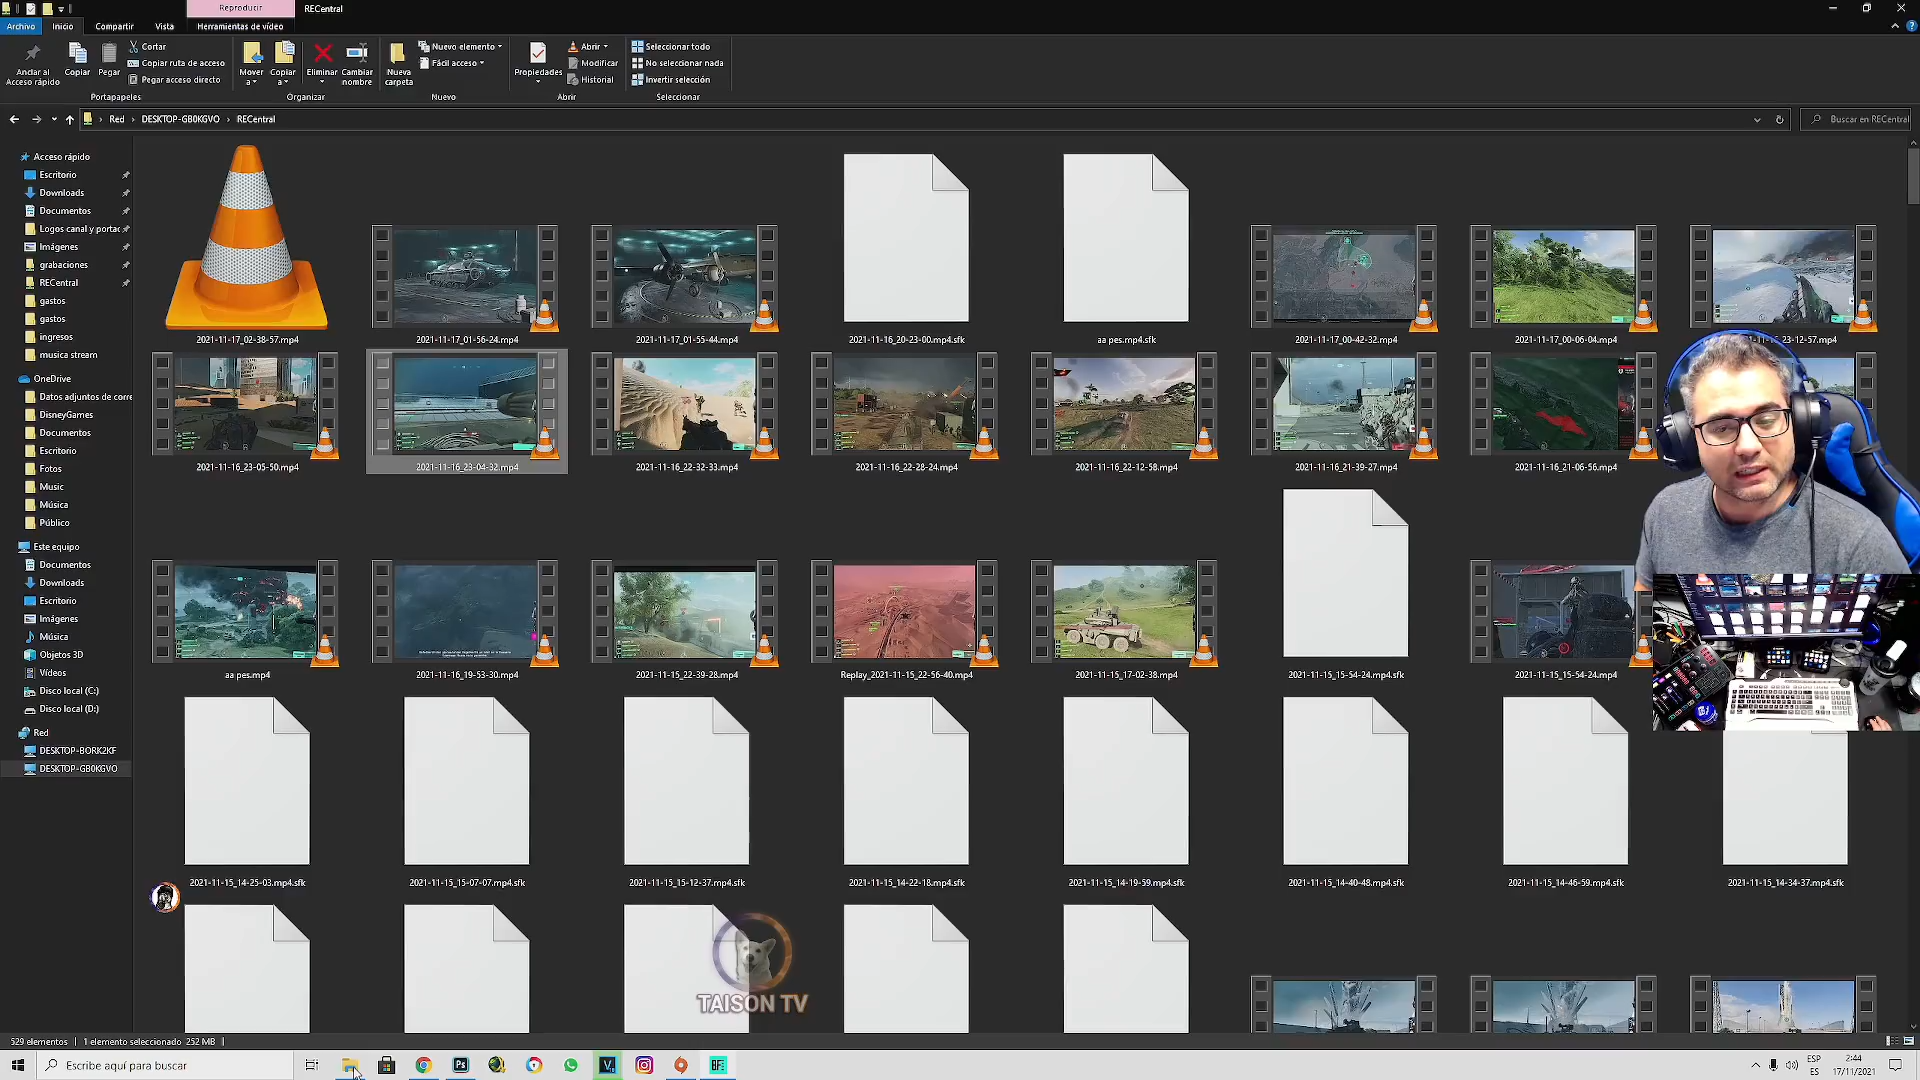 Reproducir
RECentral
Archivo
Inicio
Compartir
Vista
Herramientas de vídeo
Anclar al
Acceso rápido
Copiar
Pegar
Cortar
Copiar ruta de acceso
Pegar acceso directo
Portapapeles
Mover
a
Copiar
a
Eliminar
Cambiar
nombre
Organizar
Nueva
carpeta
Nuevo elemento
Fácil acceso
Nuevo
Propiedades
Abrir
Modificar
Historial
Abrir
Seleccionar todo
No seleccionar nada
Invertir selección
Seleccionar
Red
DESKTOP-GB0KGVO
RECentral
Buscar en RECentral
Acceso rápido
Escritorio
Downloads
Documentos
Logos canal y portac
Imágenes
grabaciones
RECentral
gastos
gastos
ingresos
musica stream
OneDrive
Datos adjuntos de corre
DisneyGames
Documentos
Escritorio
Fotos
Music
Música
Público
Este equipo
Documentos
Downloads
Escritorio
Imágenes
Música
Objetos 3D
Vídeos
Disco local (C:)
Disco local (D:)
Red
DESKTOP-BORK2KF
DESKTOP-GB0KGVO
2021-11-17_02-38-57.mp4
2021-11-17_01-56-24.mp4
2021-11-17_01-55-44.mp4
2021-11-16_20-23-00.mp4.sfk
aa pes.mp4.sfk
2021-11-17_00-42-32.mp4
2021-11-17_00-06-04.mp4
2021-11-16_23-05-50.mp4
2021-11-16_23-04-32.mp4
2021-11-16_22-32-33.mp4
2021-11-16_22-28-24.mp4
2021-11-16_22-12-58.mp4
2021-11-16_21-39-27.mp4
2021-11-16_21-06-56.mp4
aa pes.mp4
2021-11-16_19-53-30.mp4
2021-11-15_22-39-28.mp4
Replay_2021-11-15_22-56-40.mp4
2021-11-15_17-02-38.mp4
2021-11-15_15-54-24.mp4.sfk
2021-11-15_15-54-24.mp4
2021-11-15_14-25-03.mp4.sfk
2021-11-15_15-07-07.mp4.sfk
2021-11-15_15-12-37.mp4.sfk
2021-11-15_14-22-18.mp4.sfk
2021-11-15_14-19-59.mp4.sfk
2021-11-15_14-40-48.mp4.sfk
2021-11-15_14-46-59.mp4.sfk
2021-11-15_14-34-37.mp4.sfk
TAISON TV
529 elementos
1 elemento seleccionado 252 MB
Escribe aquí para buscar
Ps
V
BF
ESP
ES
2:44
17/11/2021